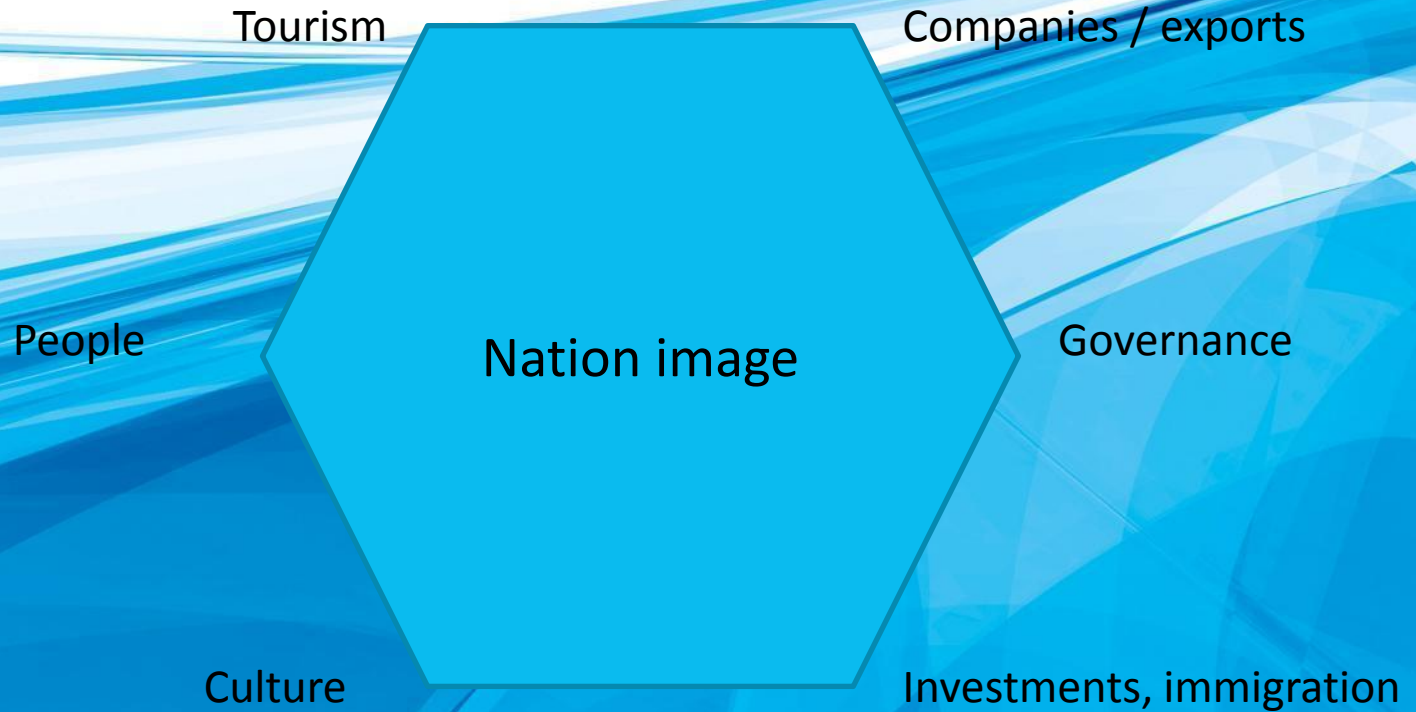 Tourism
Companies / exports
People
Nation image
Governance
Culture
Investments, immigration